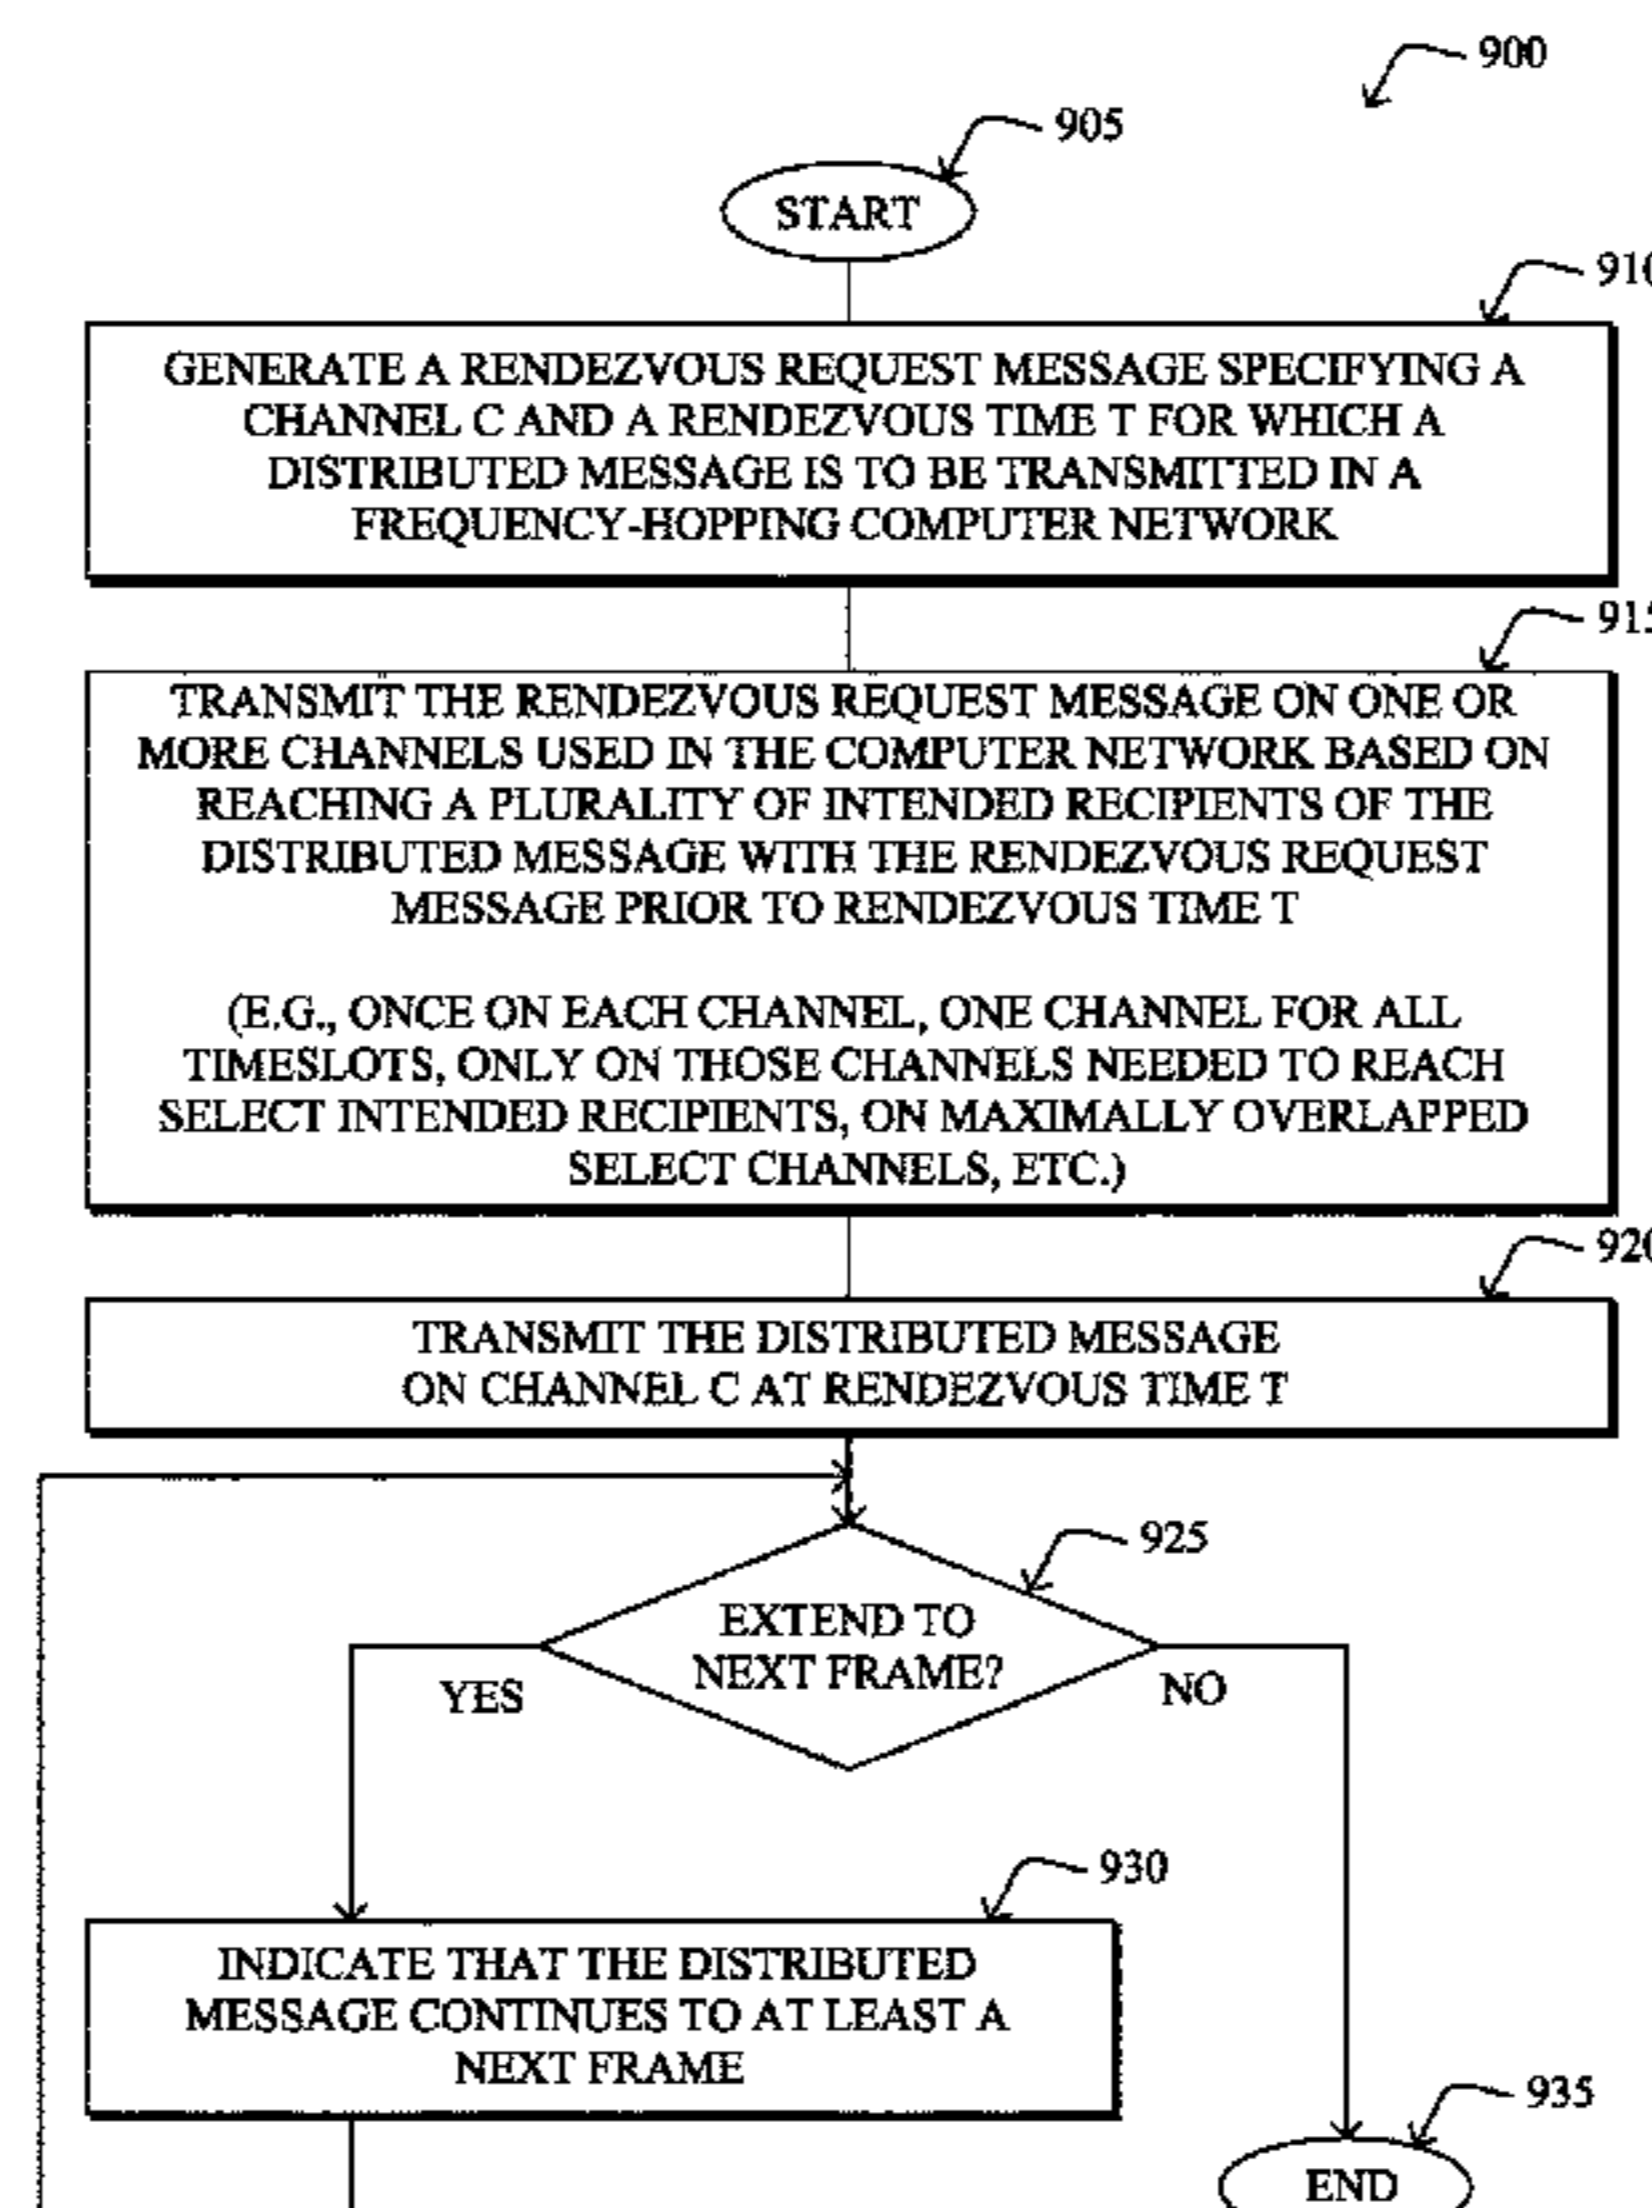 900
905
START
910
GENERATE A RENDEZVOUS REQUEST MESSAGE SPECIFYING A
CHANNEL C AND A RENDEZVOUS TIME T FOR WHICH A
DISTRIBUTED MESSAGE IS TO BE TRANSMITTED IN A
FREQUENCY-HOPPING COMPUTER NETWORK
915
TRANSMIT THE RENDEZVOUS REQUEST MESSAGE ON ONE OR
MORE CHANNELS USED IN THE COMPUTER NETWORK BASED ON
REACHING A PLURALITY OF INTENDED RECIPIENTS OF THE
DISTRIBUTED MESSAGE WITH THE RENDEZVOUS REQUEST
MESSAGE PRIOR TO RENDEZVOUS TIME T
(E.G., ONCE ON EACH CHANNEL, ONE CHANNEL FOR ALL
TIMESLOTS, ONLY ON THOSE CHANNELS NEEDED TO REACH
SELECT INTENDED RECIPIENTS, ON MAXIMALLY OVERLAPPED
SELECT CHANNELS, ETC.)
920
TRANSMIT THE DISTRIBUTED MESSAGE
ON CHANNEL C AT RENDEZVOUS TIME T
925
EXTEND TO
NEXT FRAME?
YES
NO
930
INDICATE THAT THE DISTRIBUTED
MESSAGE CONTINUES TO AT LEAST A
NEXT FRAME
935
END